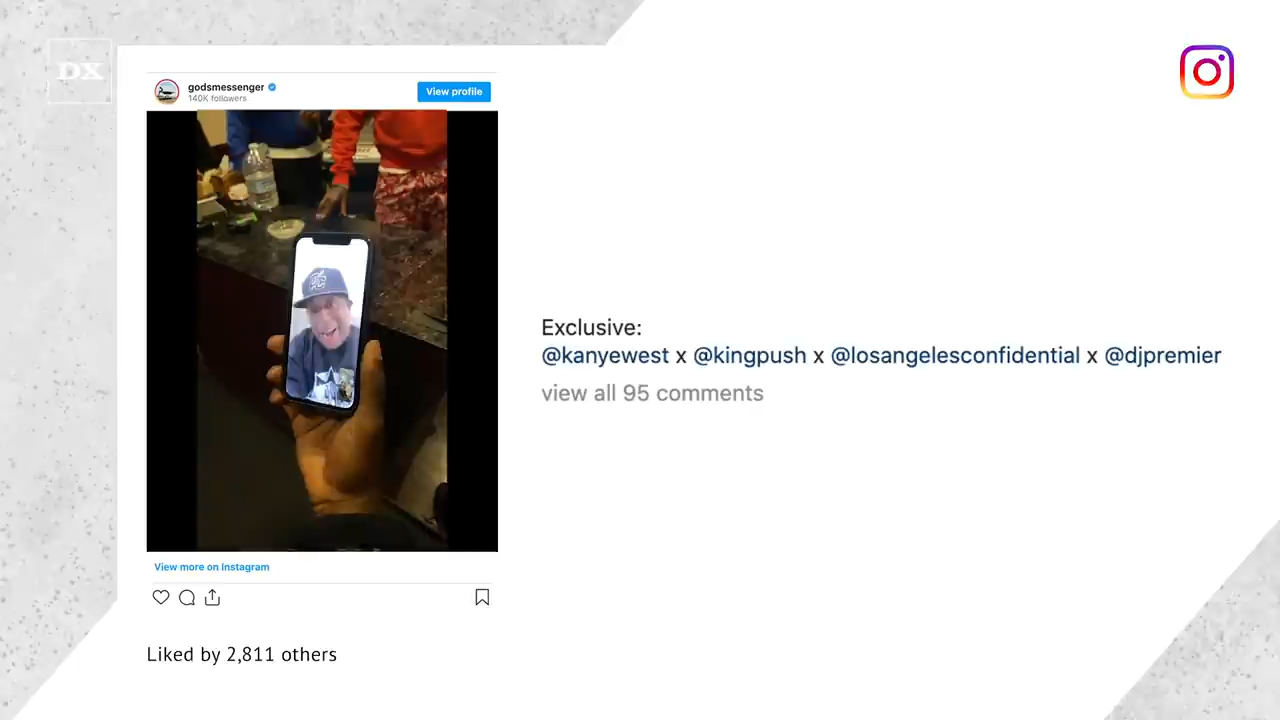 DX
godsmessenger
140K followers
View profile
Exclusive:
@kanyewest x @kingpush x @losangelesconfidential x @djpremier
view all 95 comments
View more on Instagram
Liked by 2,811 others